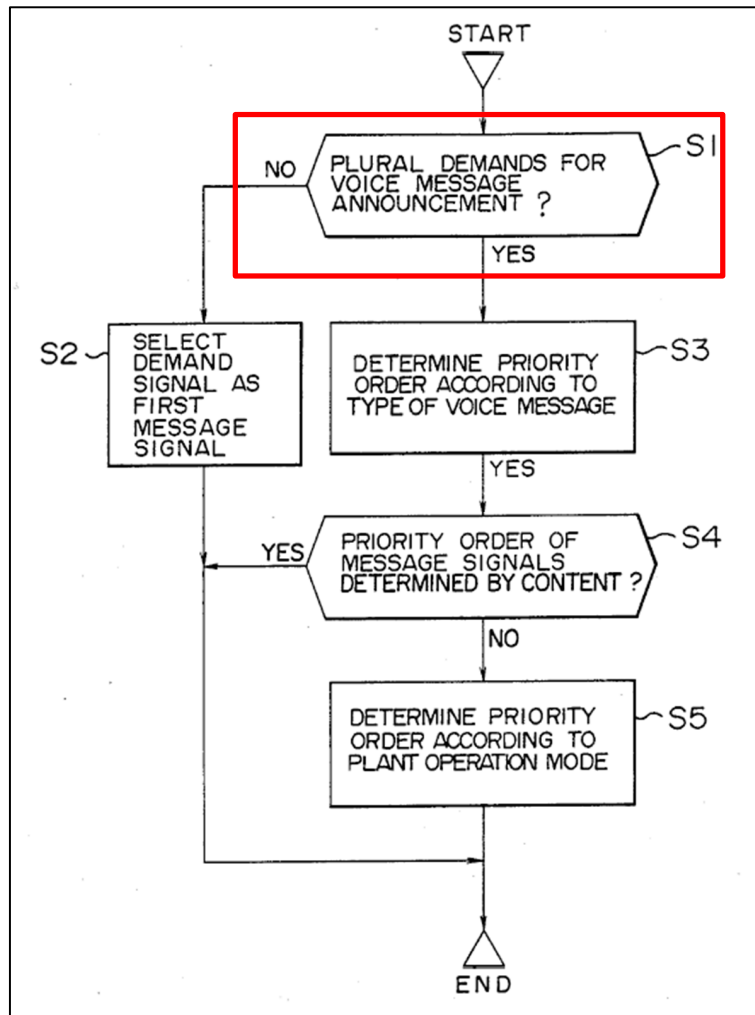 START
S1
PLURAL DEMANDS FOR
VOICE MESSAGE
ANNOUNCEMENT ?
NO
YES
S2
SELECT
DEMAND
SIGNAL AS
FIRST
MESSAGE
SIGNAL
S3
DETERMINE PRIORITY
ORDER ACCORDING TO
TYPE OF VOICE MESSAGE
YES
S4
PRIORITY ORDER OF
MESSAGE SIGNALS
DETERMINED BY CONTENT ?
YES
NO
S5
DETERMINE PRIORITY
ORDER ACCORDING TO
PLANT OPERATION MODE
END